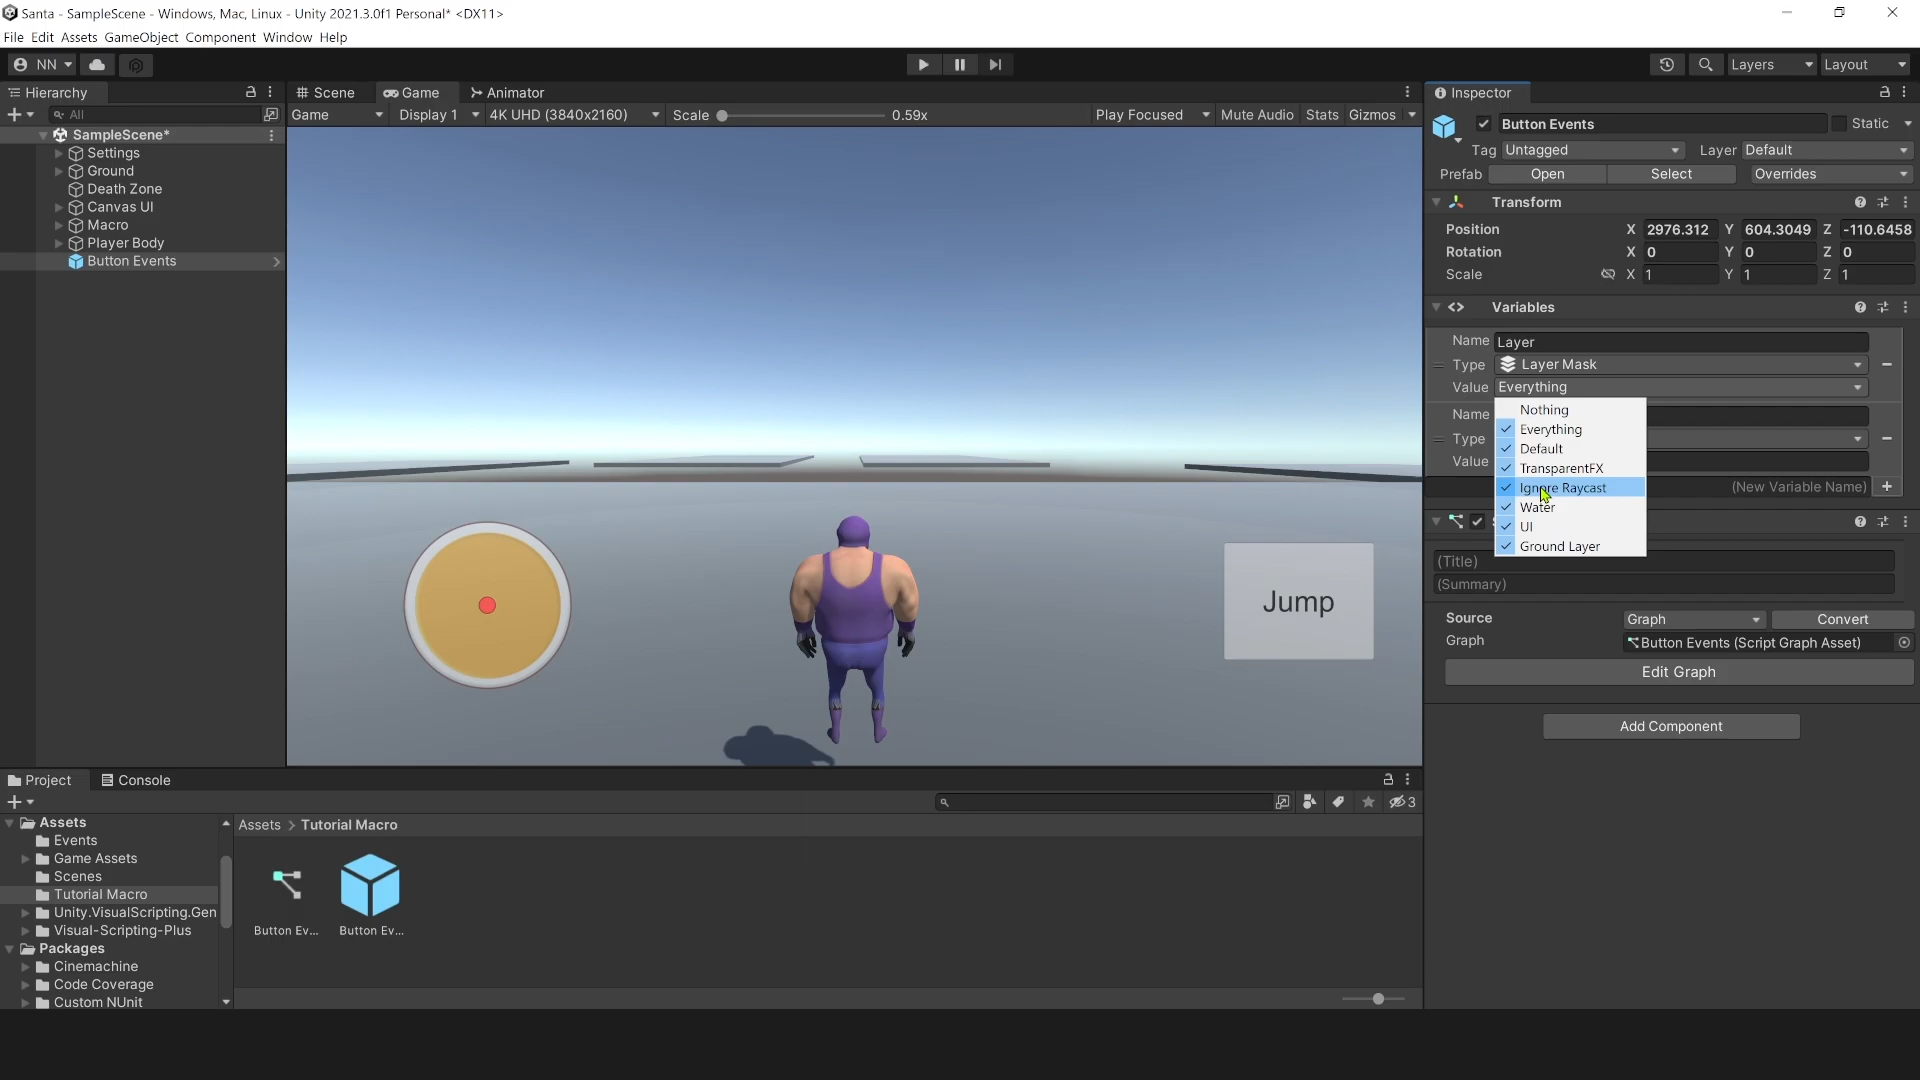 Santa - SampleScene - Windows, Mac, Linux - Unity 2021.3.0f1 Personal* <DX11>
File Edit Assets GameObject Component Window Help
NN Layers Layout
Hierarchy
All
SampleScene*
Settings
Ground
Death Zone
Canvas UI
Macro
Player Body
Button Events
Scene Game Animator
Game Display 1 4K UHD (3840x2160) Scale 0.59x Play Focused Mute Audio Stats Gizmos
Jump
Inspector
Button Events Static
Tag Untagged Layer Default
Prefab Open Select Overrides
Transform
Position X 2976.312 Y 604.3049 Z -110.6458
Rotation X 0 Y 0 Z 0
Scale X 1 Y 1 Z 1
Variables
Name Layer
Type Layer Mask
Value Everything
Nothing
Everything
Default
TransparentFX
Ignore Raycast
Water
UI
Ground Layer
Name
Type
Value
(New Variable Name)
(Title)
(Summary)
Source Graph Convert
Graph Button Events (Script Graph Asset)
Edit Graph
Add Component
Project Console
3
Assets
Events
Game Assets
Scenes
Tutorial Macro
Unity.VisualScripting.Gen
Visual-Scripting-Plus
Packages
Cinemachine
Code Coverage
Custom NUnit
Assets > Tutorial Macro
Button Ev... Button Ev...